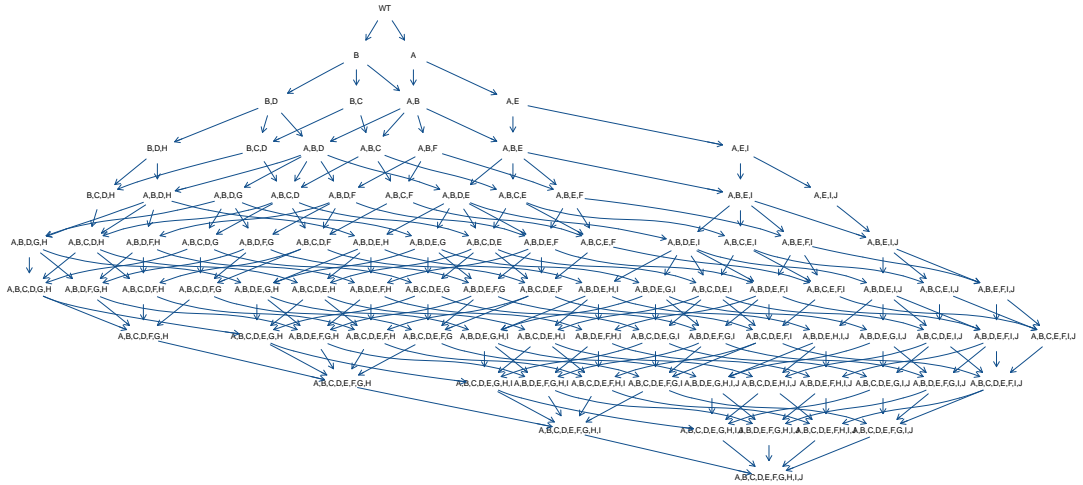 WT
B A
B,D B,C A,B A,E
B,D,H B,C,D A,B,D A,B,C A,B,F A,B,E A,E,I
B,C,D,H A,B,D,H A,B,D,G A,B,C,D A,B,D,F A,B,C,F A,B,D,E A,B,C,E A,B,E,F A,B,E,I A,E,I,J
A,B,D,G,H A,B,C,D,H A,B,D,F,H A,B,C,D,G A,B,D,F,G A,B,C,D,F A,B,D,E,H A,B,D,E,G A,B,C,D,E A,B,D,E,F A,B,C,E,F A,B,D,E,I A,B,C,E,I A,B,E,F,I A,B,E,I,J
A,B,C,D,G,H A,B,D,F,G,H A,B,C,D,F,H A,B,C,D,F,G A,B,D,E,G,H A,B,C,D,E,H A,B,D,E,F,H A,B,C,D,E,G A,B,D,E,F,G A,B,C,D,E,F A,B,D,E,H,I A,B,D,E,G,I A,B,C,D,E,I A,B,D,E,F,I A,B,C,E,F,I A,B,D,E,I,J A,B,C,E,I,J A,B,E,F,I,J
A,B,C,D,F,G,H A,B,C,D,E,G,H A,B,D,E,F,G,H A,B,C,D,E,F,H A,B,C,D,E,F,G A,B,D,E,G,H,I A,B,C,D,E,H,I A,B,D,E,F,H,I A,B,C,D,E,G,I A,B,D,E,F,G,I A,B,C,D,E,F,I A,B,D,E,H,I,J A,B,D,E,G,I,J A,B,C,D,E,I,J A,B,D,E,F,I,J A,B,C,E,F,I,J
A,B,C,D,E,F,G,H A,B,C,D,E,G,H,I A,B,D,E,F,G,H,I A,B,C,D,E,F,H,I A,B,C,D,E,F,G,I A,B,D,E,G,H,I,J A,B,C,D,E,H,I,J A,B,D,E,F,H,I,J A,B,C,D,E,G,I,J A,B,D,E,F,G,I,J A,B,C,D,E,F,I,J
A,B,C,D,E,F,G,H,I A,B,C,D,E,G,H,I,J A,B,D,E,F,G,H,I,J A,B,C,D,E,F,H,I,J A,B,C,D,E,F,G,I,J
A,B,C,D,E,F,G,H,I,J